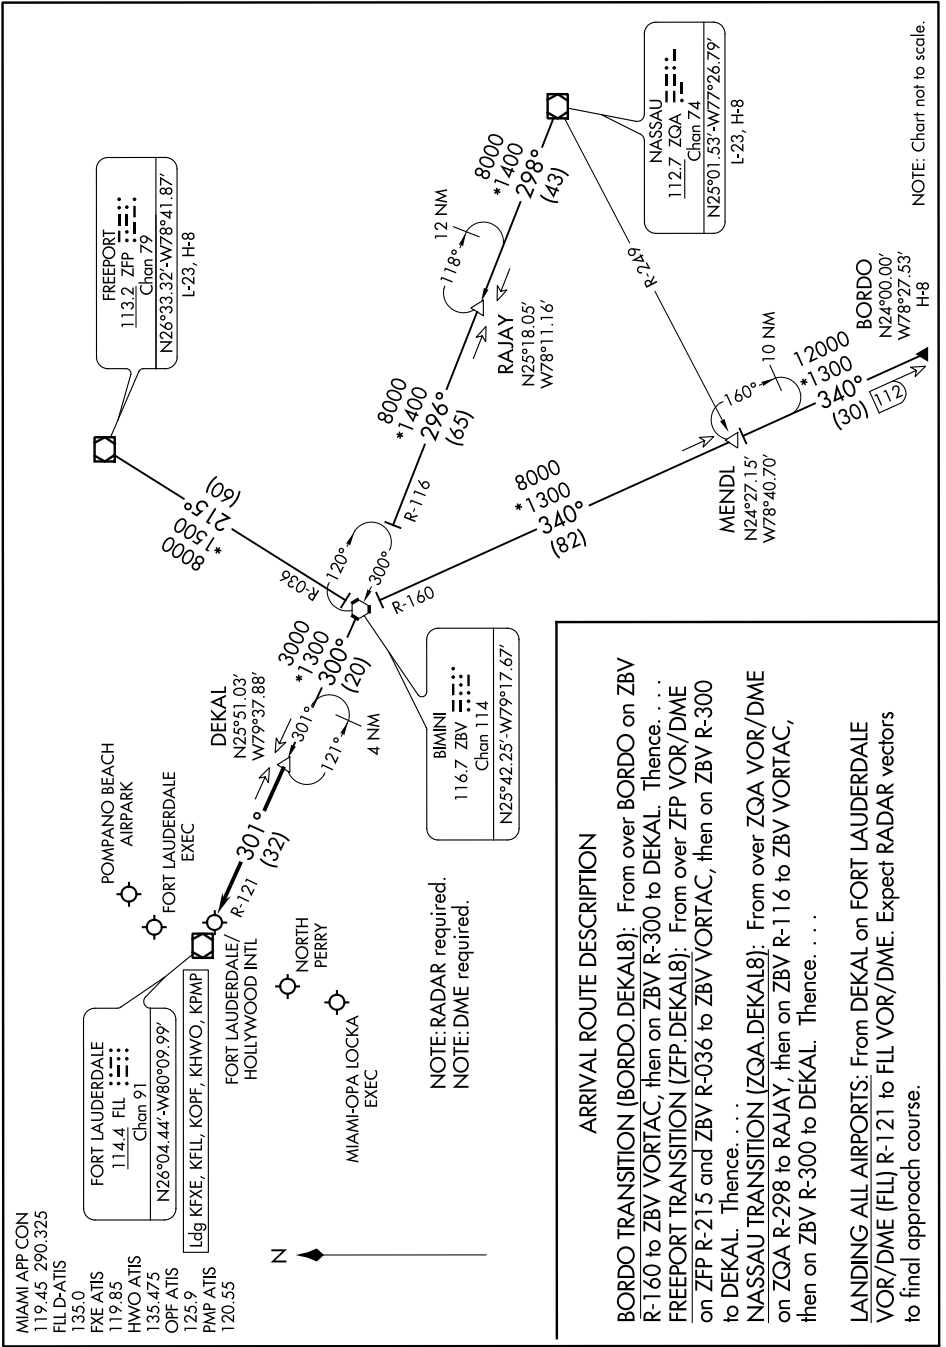 MIAMI APP CON
119.45 290.325
FLL D-ATIS
135.0
FXE ATIS
119.85
HWO ATIS
135.475
OPF ATIS
125.9
PMP ATIS
120.55
FORT LAUDERDALE
114.4 FLL
Chan 91
N26°04.44'-W80°09.99'
Ldg KFXE, KFLL, KOPF, KHWO, KPMP
POMPANO BEACH
AIRPARK
FORT LAUDERDALE
EXEC
FORT LAUDERDALE/
HOLLYWOOD INTL
NORTH
PERRY
MIAMI-OPA LOCKA
EXEC
N
R-121
301°
(32)
DEKAL
N25°51.03'
W79°37.88'
301°
121°
4 NM
3000
*1300
300°
(20)
BIMINI
116.7 ZBV
Chan 114
N25°42.25'-W79°17.67'
NOTE: RADAR required.
NOTE: DME required.
FREEPORT
113.2 ZFP
Chan 79
N26°33.32'-W78°41.87'
L-23, H-8
8000
*1500
215°
(60)
R-036
120°
300°
R-116
R-160
8000
*1400
296°
(65)
RAJAY
N25°18.05'
W78°11.16'
118°
12 NM
8000
*1400
298°
(43)
NASSAU
112.7 ZQA
Chan 74
N25°01.53'-W77°26.79'
L-23, H-8
R-249
8000
*1300
340°
(82)
MENDL
N24°27.15'
W78°40.70'
160°
10 NM
12000
*1300
340°
(30)
112
BORDO
N24°00.00'
W78°27.53'
H-8
NOTE: Chart not to scale.
ARRIVAL ROUTE DESCRIPTION
BORDO TRANSITION (BORDO.DEKAL8): From over BORDO on ZBV
R-160 to ZBV VORTAC, then on ZBV R-300 to DEKAL. Thence. . . .
FREEPORT TRANSITION (ZFP.DEKAL8): From over ZFP VOR/DME
on ZFP R-215 and ZBV R-036 to ZBV VORTAC, then on ZBV R-300
to DEKAL. Thence. . . .
NASSAU TRANSITION (ZQA.DEKAL8): From over ZQA VOR/DME
on ZQA R-298 to RAJAY, then on ZBV R-116 to ZBV VORTAC,
then on ZBV R-300 to DEKAL. Thence. . . .
LANDING ALL AIRPORTS: From DEKAL on FORT LAUDERDALE
VOR/DME (FLL) R-121 to FLL VOR/DME. Expect RADAR vectors
to final approach course.